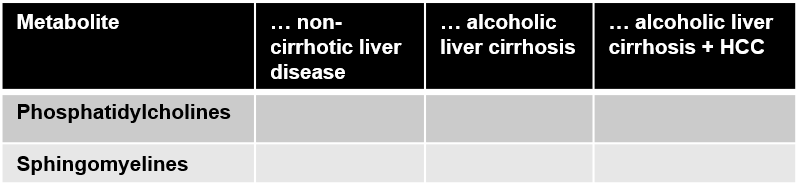 Metabolite
… non-
cirrhotic liver
disease
… alcoholic
liver cirrhosis
… alcoholic liver
cirrhosis + HCC
Phosphatidylcholines
Sphingomyelines